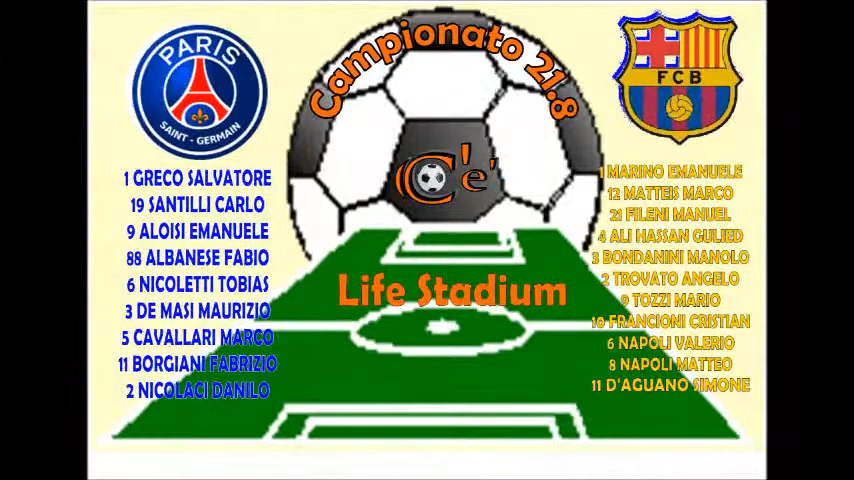 Campionato 21.8
PARIS
SAINT - GERMAIN
F C B
C'e'
Life Stadium
1 GRECO SALVATORE
19 SANTILLI CARLO
9 ALOISI EMANUELE
88 ALBANESE FABIO
6 NICOLETTI TOBIAS
3 DE MASI MAURIZIO
5 CAVALLARI MARCO
11 BORGIANI FABRIZIO
2 NICOLACI DANILO
1 MARINO EMANUELE
12 MATTEIS MARCO
21 FILENI MANUEL
4 ALI HASSAN GULIED
3 BONDANINI MANOLO
2 TROVATO ANGELO
9 TOZZI MARIO
10 FRANCIONI CRISTIAN
6 NAPOLI VALERIO
8 NAPOLI MATTEO
11 D'AGUANO SIMONE